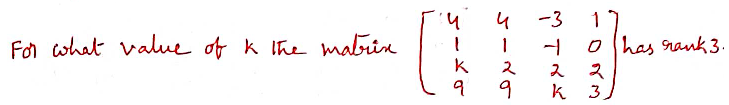 For what value of k the matrix [4 4 -3 1
1 1 -1 0
k 2 2 2
9 9 k 3] has rank 3.